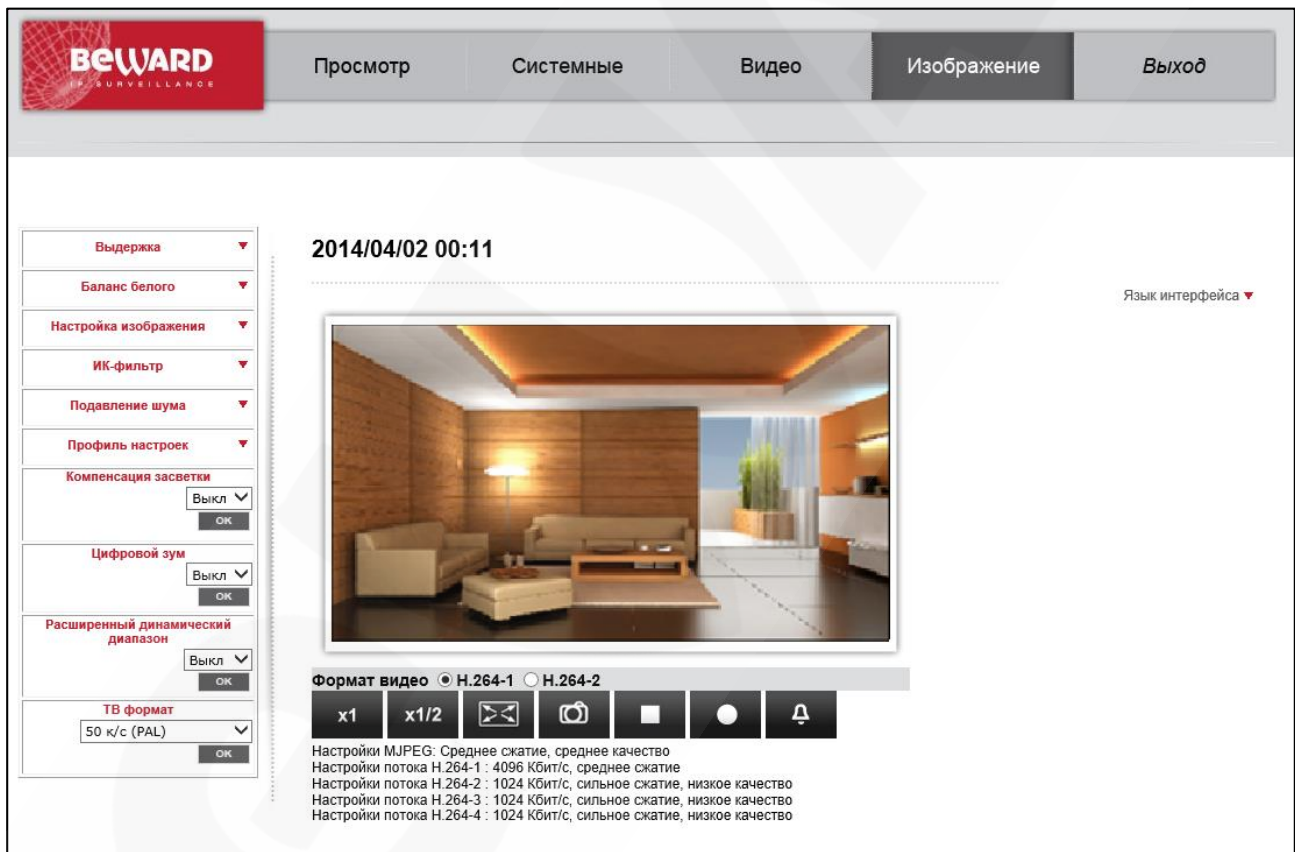 BEWARD
IP SURVEILLANCE
Просмотр
Системные
Видео
Изображение
Выход
Выдержка
Баланс белого
Настройка изображения
ИК-фильтр
Подавление шума
Профиль настроек
Компенсация засветки
Выкл
OK
Цифровой зум
Выкл
OK
Расширенный динамический
диапазон
Выкл
OK
ТВ формат
50 к/с (PAL)
OK
2014/04/02 00:11
Язык интерфейса
Формат видео H.264-1 H.264-2
x1 x1/2
Настройки MJPEG: Среднее сжатие, среднее качество
Настройки потока H.264-1 : 4096 Кбит/с, среднее сжатие
Настройки потока H.264-2 : 1024 Кбит/с, сильное сжатие, низкое качество
Настройки потока H.264-3 : 1024 Кбит/с, сильное сжатие, низкое качество
Настройки потока H.264-4 : 1024 Кбит/с, сильное сжатие, низкое качество